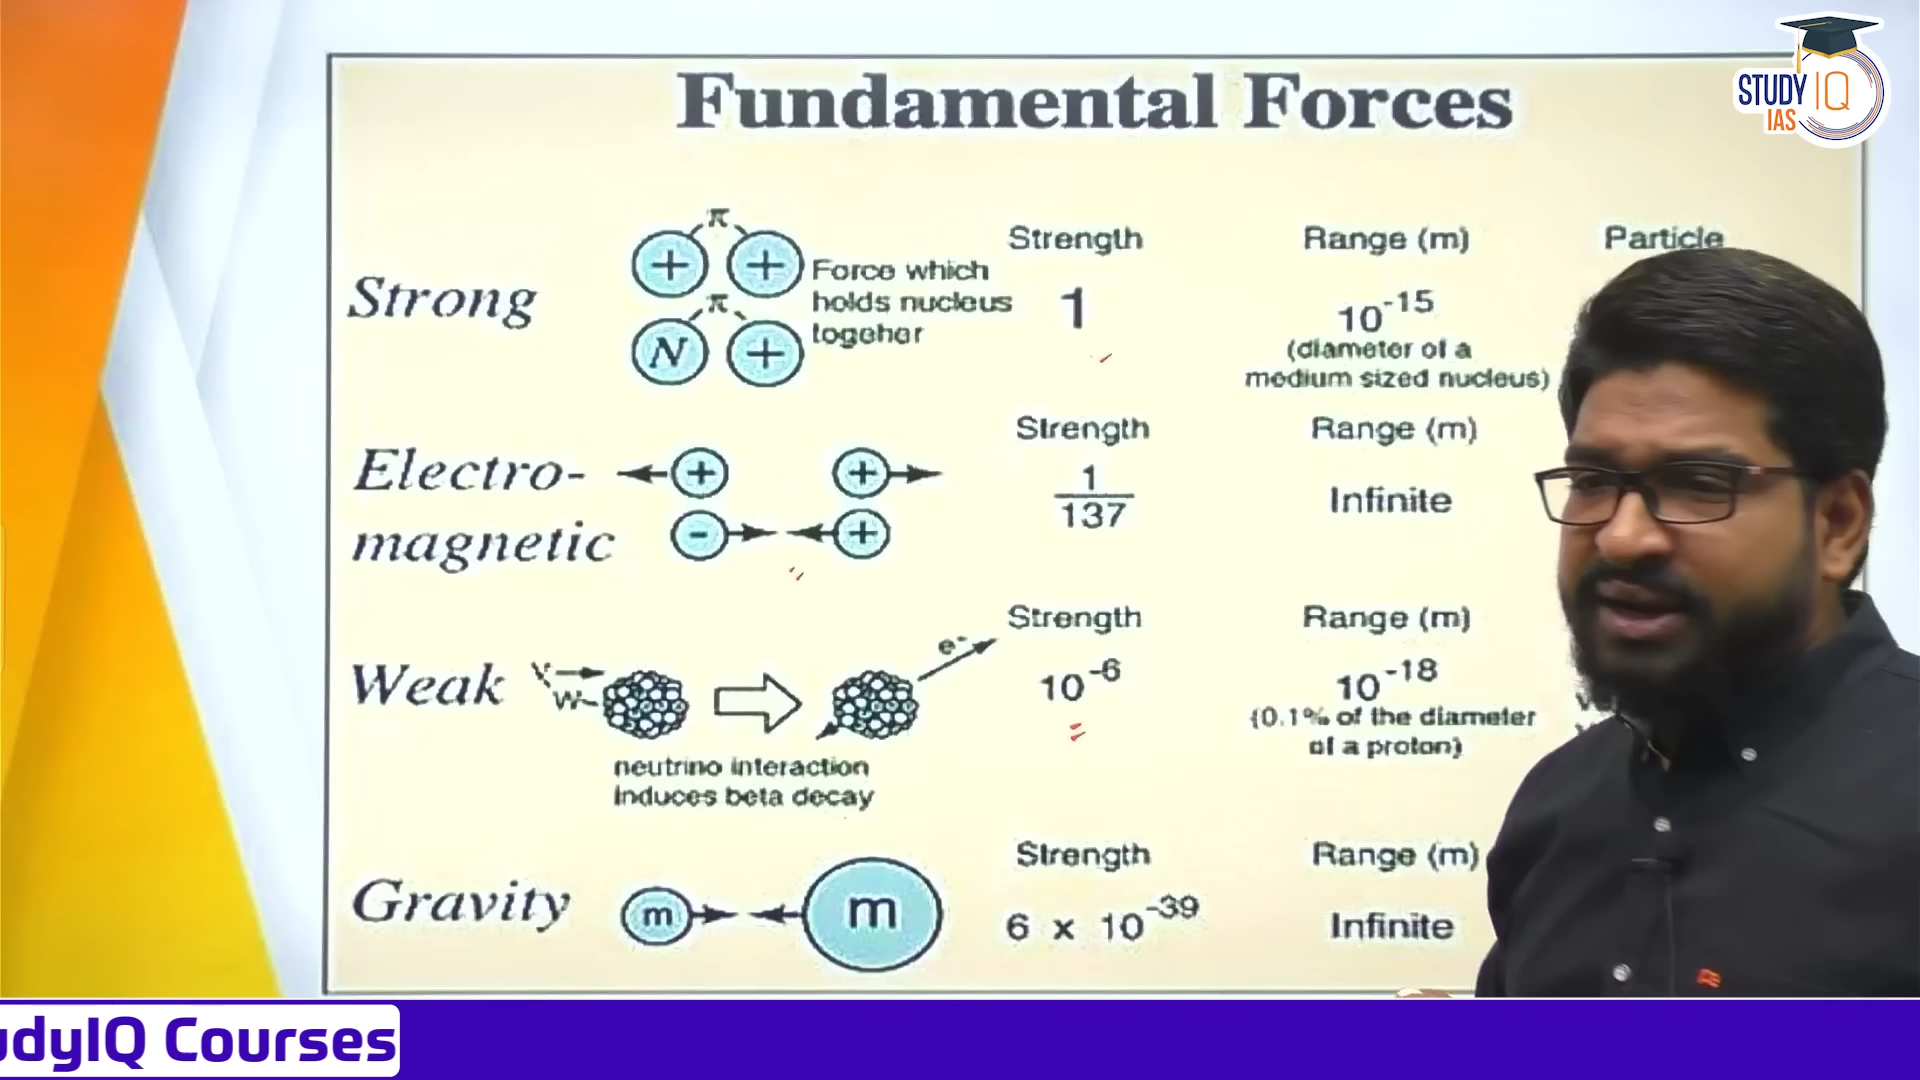 STUDY IQ
IAS
Fundamental Forces
Strong
π
+ +
π
N +
Force which
holds nucleus
togeher
Strength
1
Range (m)
10-15
(diameter of a
medium sized nucleus)
Particle
Electro-
magnetic
+ +
- +
Strength
1
137
Range (m)
Infinite
Weak
e-
W
neutrino interaction
induces beta decay
Strength
10-6
Range (m)
10-18
(0.1% of the diameter
of a proton)
Gravity
m m
Strength
6 x 10-39
Range (m)
Infinite
udyIQ Courses